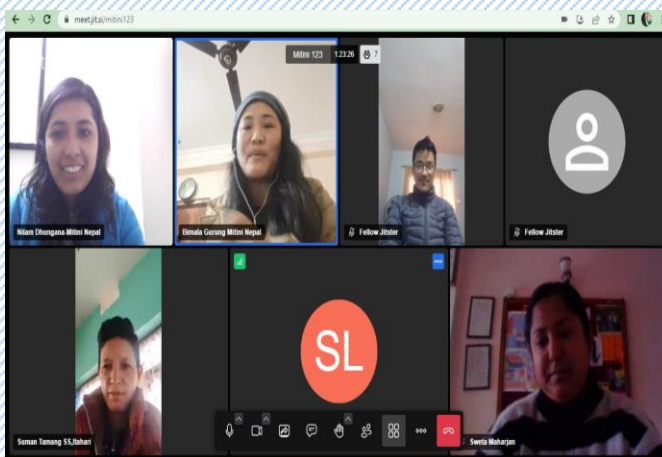 meet.jit.si/mitini123
Mitini 123 1:23:26 7
Nilam Dhungana-Mitini Nepal
Bimala Gurung Mitini Nepal
Fellow Jitster
Fellow Jitster
SL
Suman Tamang SS,Itahari
Sweta Maharjan